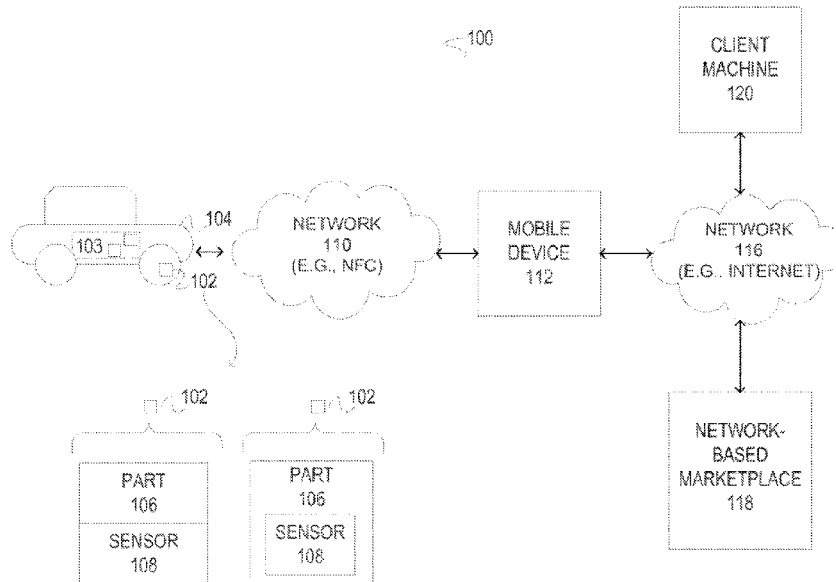 100
CLIENT
MACHINE
120
104
103
102
NETWORK
110
(E.G., NFC)
MOBILE
DEVICE
112
NETWORK
116
(E.G.. INTERNET)
102
102
PART
106
SENSOR
108
PART
106
SENSOR
108
NETWORK-
BASED
MARKETPLACE
118